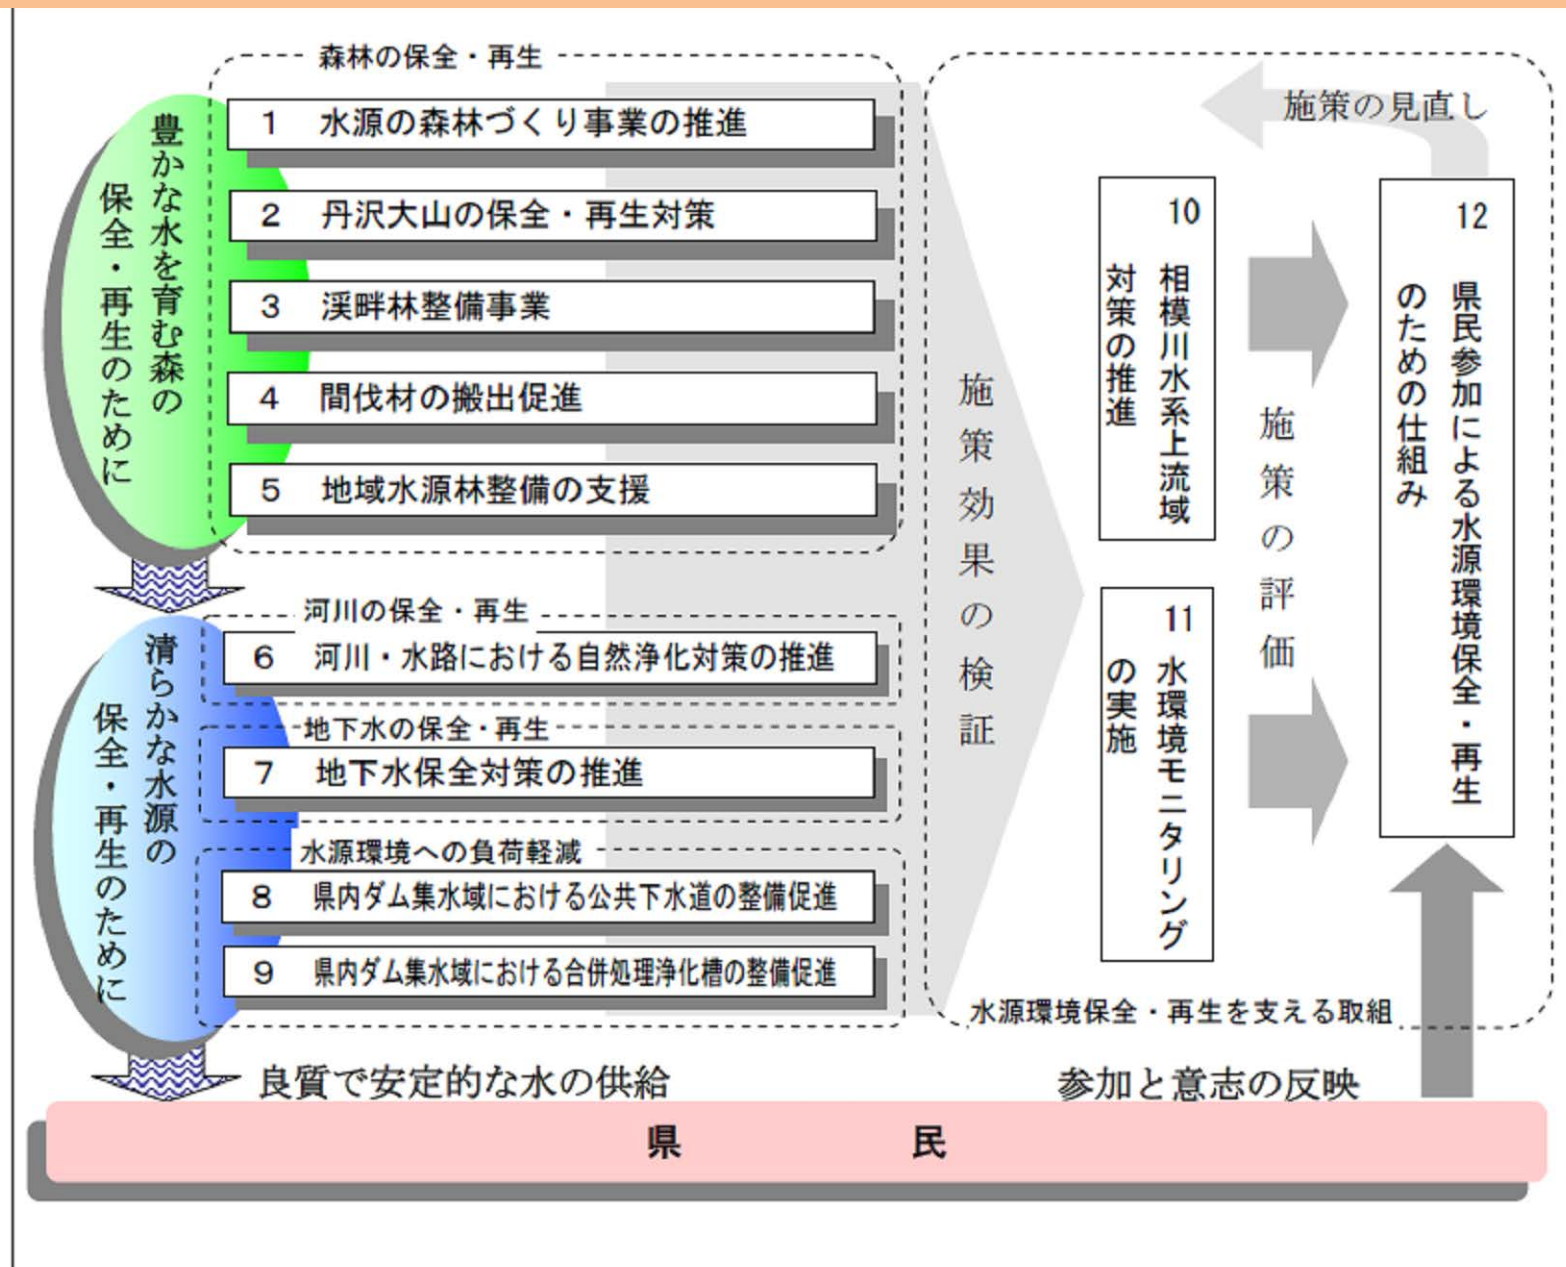 豊かな水を育む森の
保全・再生のために
森林の保全・再生
1 水源の森林づくり事業の推進
2 丹沢大山の保全・再生対策
3 渓畔林整備事業
4 間伐材の搬出促進
5 地域水源林整備の支援
清らかな水源の
保全・再生のために
河川の保全・再生
6 河川・水路における自然浄化対策の推進
地下水の保全・再生
7 地下水保全対策の推進
水源環境への負荷軽減
8 県内ダム集水域における公共下水道の整備促進
9 県内ダム集水域における合併処理浄化槽の整備促進
施策効果の検証
10 相模川水系上流域
対策の推進
11 水環境モニタリング
の実施
施策の評価
施策の見直し
12 県民参加による水源環境保全・再生
のための仕組み
水源環境保全・再生を支える取組
良質で安定的な水の供給
参加と意志の反映
県民